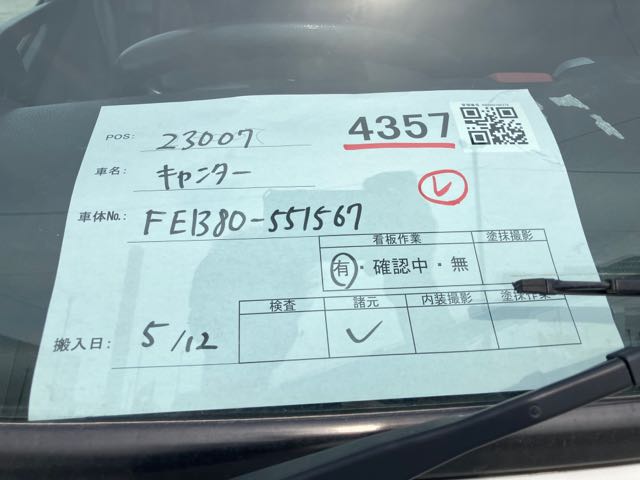 POS: 23007
4357
車名: キャンター
レ
車体No.: FEB80-551567
看板作業 塗抹撮影
有・確認中・無
検査 諸元 内装撮影 塗抹作業
搬入日: 5/12 ✓